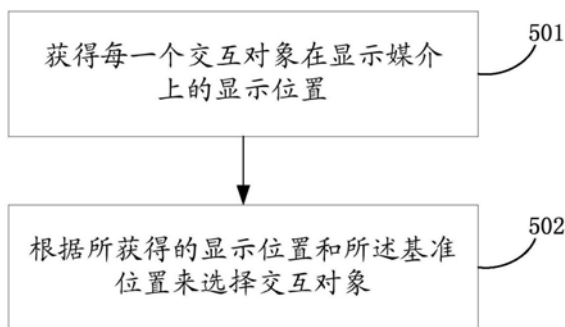 获得每一个交互对象在显示媒介
上的显示位置
501
根据所获得的显示位置和所述基准
位置来选择交互对象
502